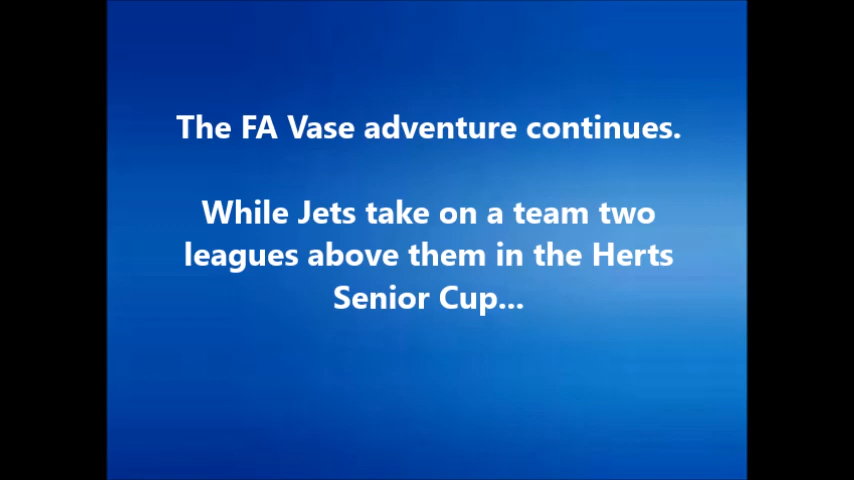 The FA Vase adventure continues.
While Jets take on a team two
leagues above them in the Herts
Senior Cup...